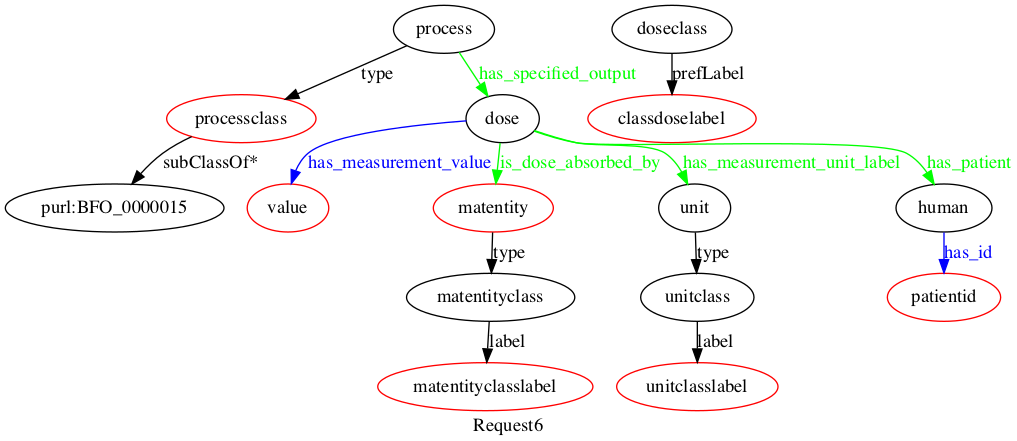 process
doseclass
type
has_specified_output
prefLabel
processclass
dose
classdoselabel
subClassOf*
has_measurement_value
is_dose_absorbed_by
has_measurement_unit_label
has_patient
purl:BFO_0000015
value
matentity
unit
human
type
type
has_id
matentityclass
unitclass
patientid
label
label
matentityclasslabel
unitclasslabel
Request6